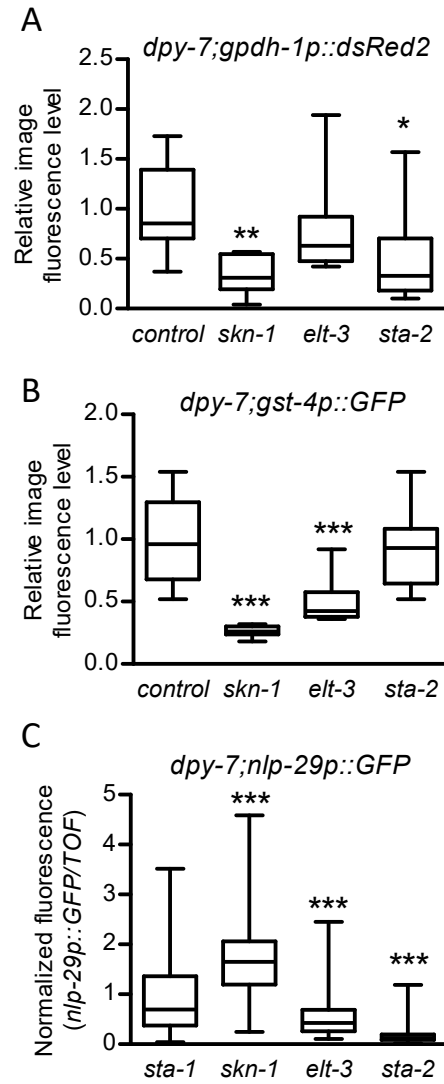 A
dpy-7;gpdh-1p::dsRed2
Relative image
fluorescence level
2.5
2.0
1.5
1.0
0.5
0.0
**
*
control skn-1 elt-3 sta-2
B
dpy-7;gst-4p::GFP
Relative image
fluorescence level
2.0
1.5
1.0
0.5
0.0
***
***
control skn-1 elt-3 sta-2
C
dpy-7;nlp-29p::GFP
Normalized fluorescence
(nlp-29p::GFP/TOF)
5
4
3
2
1
0
***
***
***
sta-1 skn-1 elt-3 sta-2